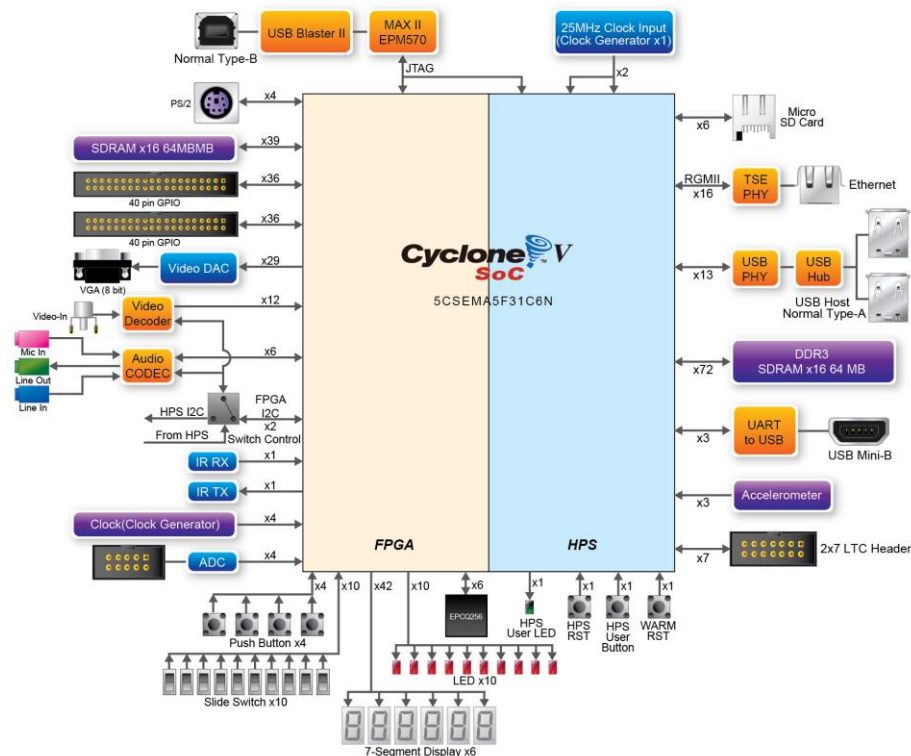 Normal Type-B
USB Blaster II
MAX II
EPM570
25MHz Clock Input
(Clock Generator x1)
JTAG
x2
PS/2
x4
SDRAM x16 64MBMB
x39
40 pin GPIO
x36
40 pin GPIO
x36
VGA (8 bit)
Video DAC
x29
Video-In
Video
Decoder
x12
Mic In
Line Out
Line In
Audio
CODEC
x6
HPS I2C
From HPS
FPGA
I2C
x2
Switch Control
IR RX
x1
IR TX
x1
Clock(Clock Generator)
x4
ADC
x4
Cyclone V
TM
SoC
5CSEMA5F31C6N
FPGA
HPS
x6
Micro
SD Card
RGMII
x16
TSE
PHY
Ethernet
x13
USB
PHY
USB
Hub
USB Host
Normal Type-A
x72
DDR3
SDRAM x16 64 MB
x3
UART
to USB
USB Mini-B
x3
Accelerometer
x7
2x7 LTC Header
x4
x10
x42
x10
x6
x1
x1
x1
x1
Push Button x4
Slide Switch x10
7-Segment Display x6
LED x10
EPCQ256
HPS
User LED
HPS
RST
HPS
User
Button
WARM
RST